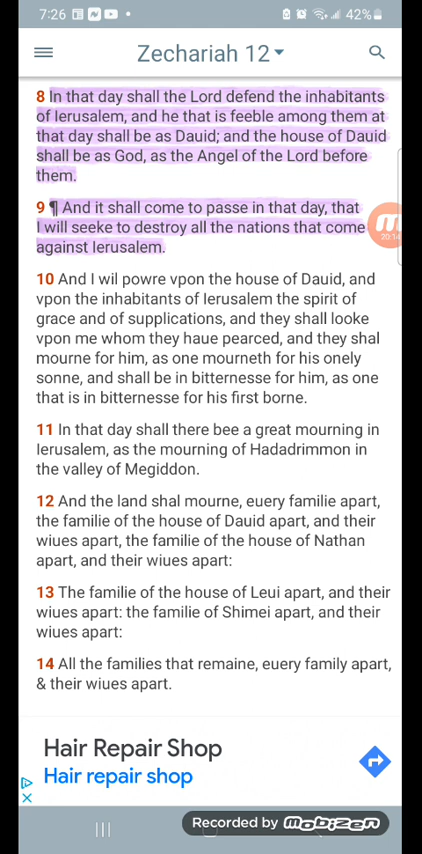 7:26 42%
Zechariah 12
8 In that day shall the Lord defend the inhabitants
of Ierusalem, and he that is feeble among them at
that day shall be as Dauid; and the house of Dauid
shall be as God, as the Angel of the Lord before
them.
9 ¶ And it shall come to passe in that day, that
I will seeke to destroy all the nations that come
against Ierusalem.
20:14
10 And I wil powre vpon the house of Dauid, and
vpon the inhabitants of Ierusalem the spirit of
grace and of supplications, and they shall looke
vpon me whom they haue pearced, and they shal
mourne for him, as one mourneth for his onely
sonne, and shall be in bitternesse for him, as one
that is in bitternesse for his first borne.
11 In that day shall there bee a great mourning in
Ierusalem, as the mourning of Hadadrimmon in
the valley of Megiddon.
12 And the land shal mourne, euery familie apart,
the familie of the house of Dauid apart, and their
wiues apart, the familie of the house of Nathan
apart, and their wiues apart:
13 The familie of the house of Leui apart, and their
wiues apart: the familie of Shimei apart, and their
wiues apart:
14 All the families that remaine, euery family apart,
& their wiues apart.
Hair Repair Shop
Hair repair shop
Recorded by mobizen